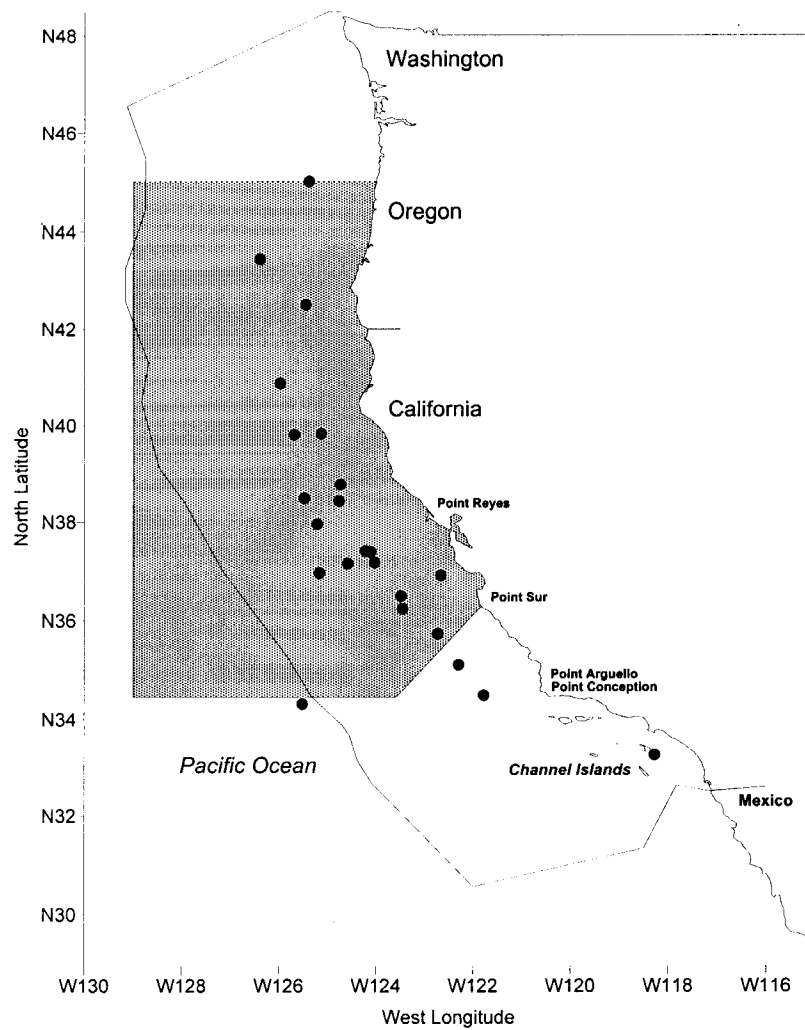 N48
Washington
N46
Oregon
N44
N42
California
N40
Point Reyes
N38
North Latitude
Point Sur
N36
Point Arguello
Point Conception
N34
Pacific Ocean
Channel Islands
Mexico
N32
N30
W130 W128 W126 W124 W122 W120 W118 W116
West Longitude